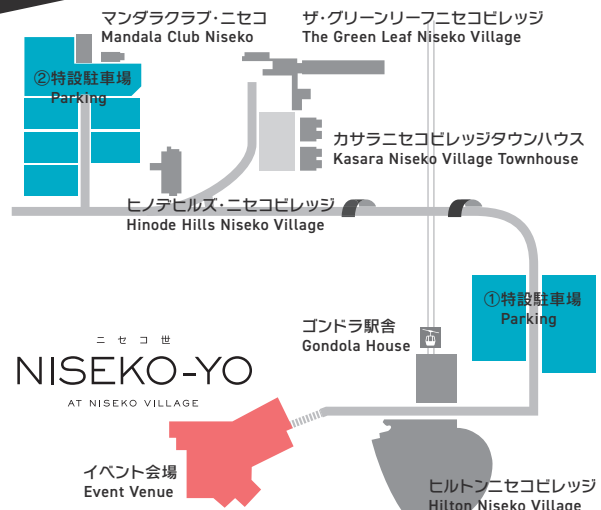 マンダラクラブ・ニセコ
Mandala Club Niseko
ザ・グリーンリーフニセコビレッジ
The Green Leaf Niseko Village
②特設駐車場
Parking
カサラニセコビレッジタウンハウス
Kasara Niseko Village Townhouse
ヒノデヒルズ・ニセコビレッジ
Hinode Hills Niseko Village
①特設駐車場
Parking
ゴンドラ駅舎
Gondola House
ニセコ世
NISEKO-YO
AT NISEKO VILLAGE
イベント会場
Event Venue
ヒルトンニセコビレッジ
Hilton Niseko Village